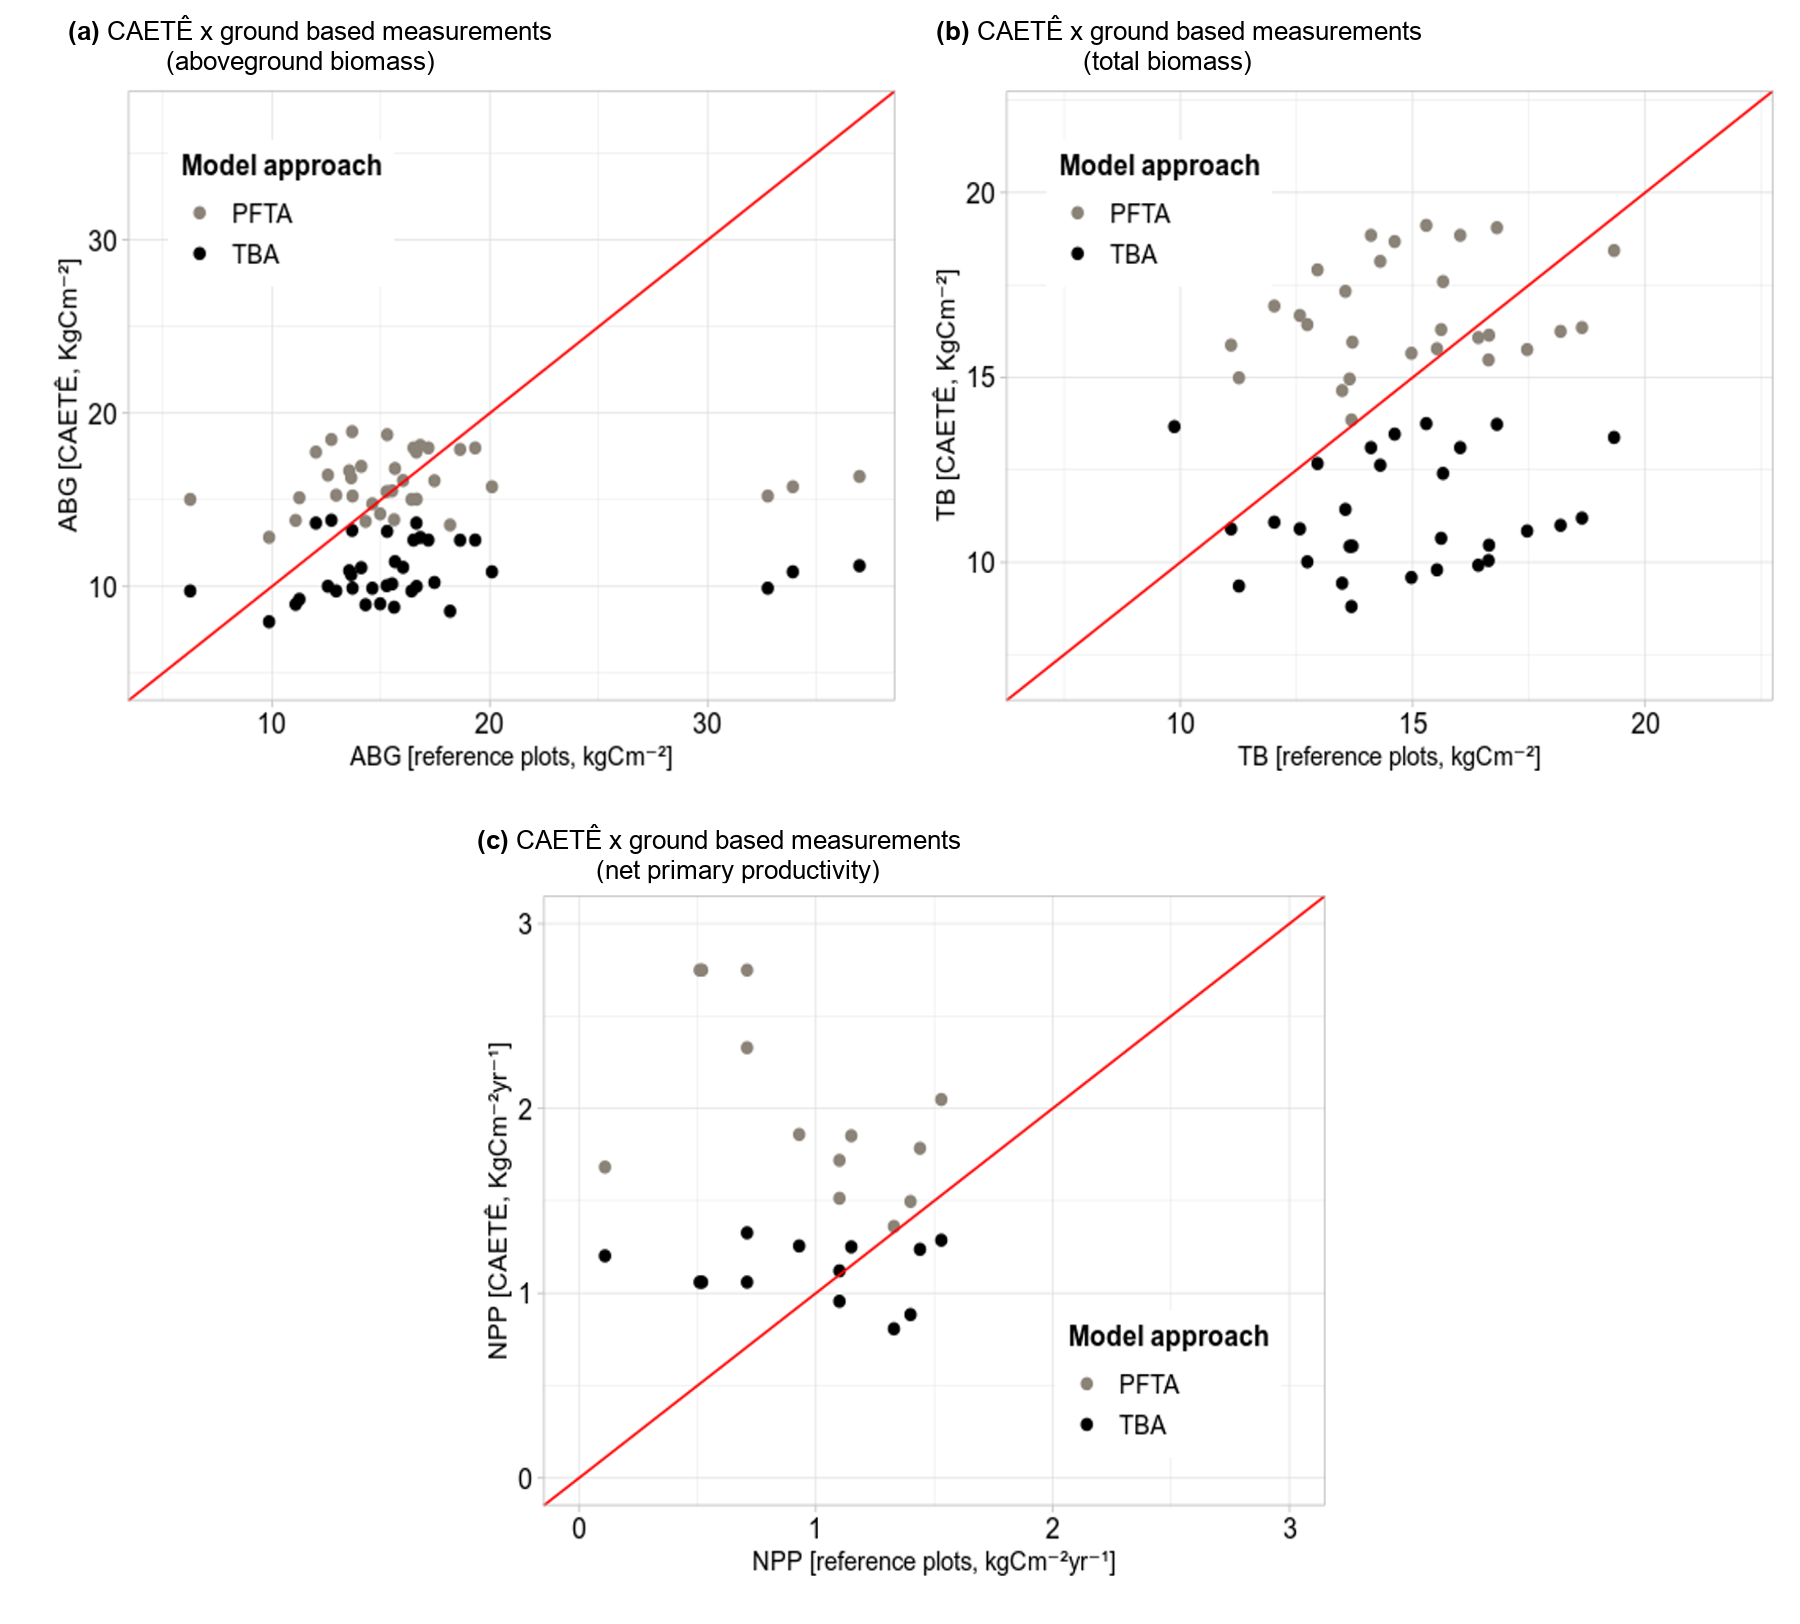 (a) CAETÊ x ground based measurements
(aboveground biomass)
Model approach
PFTA
TBA
30
20
10
ABG [CAETÊ, KgCm⁻²]
10 20 30
ABG [reference plots, kgCm⁻²]
(b) CAETÊ x ground based measurements
(total biomass)
Model approach
PFTA
TBA
20
15
10
TB [CAETÊ, KgCm⁻²]
10 15 20
TB [reference plots, kgCm⁻²]
(c) CAETÊ x ground based measurements
(net primary productivity)
3
2
1
0
NPP [CAETÊ, KgCm⁻²yr⁻¹]
Model approach
PFTA
TBA
0 1 2 3
NPP [reference plots, kgCm⁻²yr⁻¹]